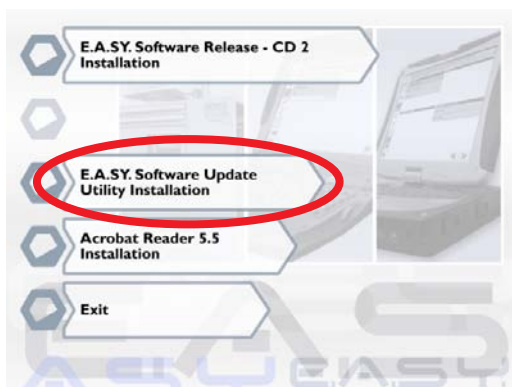 E.A.SY. Software Release - CD 2
Installation
E.A.SY. Software Update
Utility Installation
Acrobat Reader 5.5
Installation
Exit